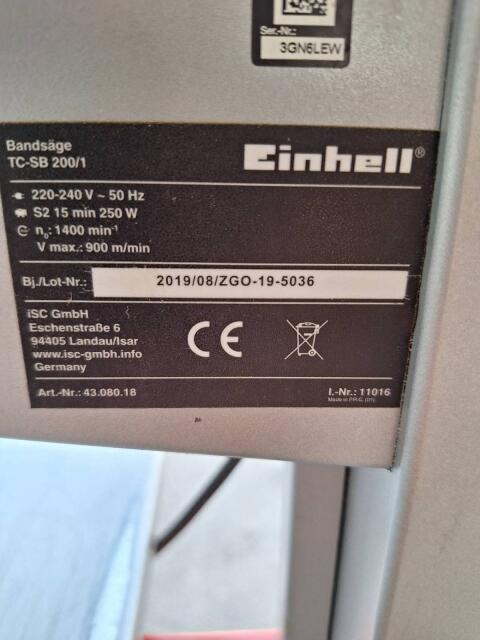 Ser.-Nr.:
3GN6LEW
Bandsäge
TC-SB 200/1
Einhell®
220-240 V ~ 50 Hz
S2 15 min 250 W
n₀: 1400 min⁻¹
V max.: 900 m/min
Bj./Lot-Nr.: 2019/08/ZGO-19-5036
iSC GmbH
Eschenstraße 6
94405 Landau/Isar
www.isc-gmbh.info
Germany
CE
Art.-Nr.: 43.080.18
I.-Nr.: 11016
Made in P.R.C. (01)